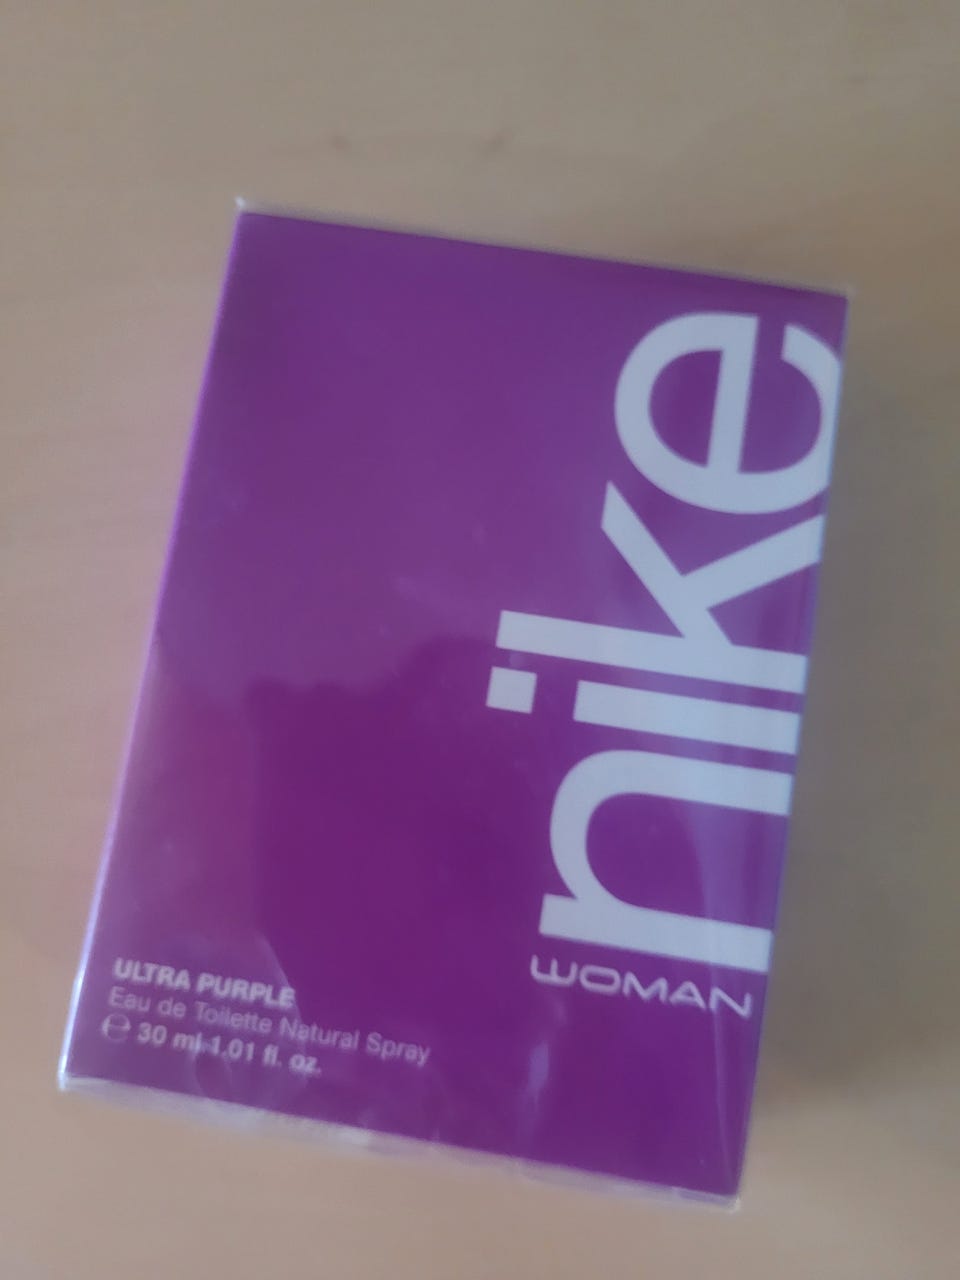 nike
WOMAN
ULTRA PURPLE
Eau de Toilette Natural Spray
℮ 30 ml 1.01 fl. oz.